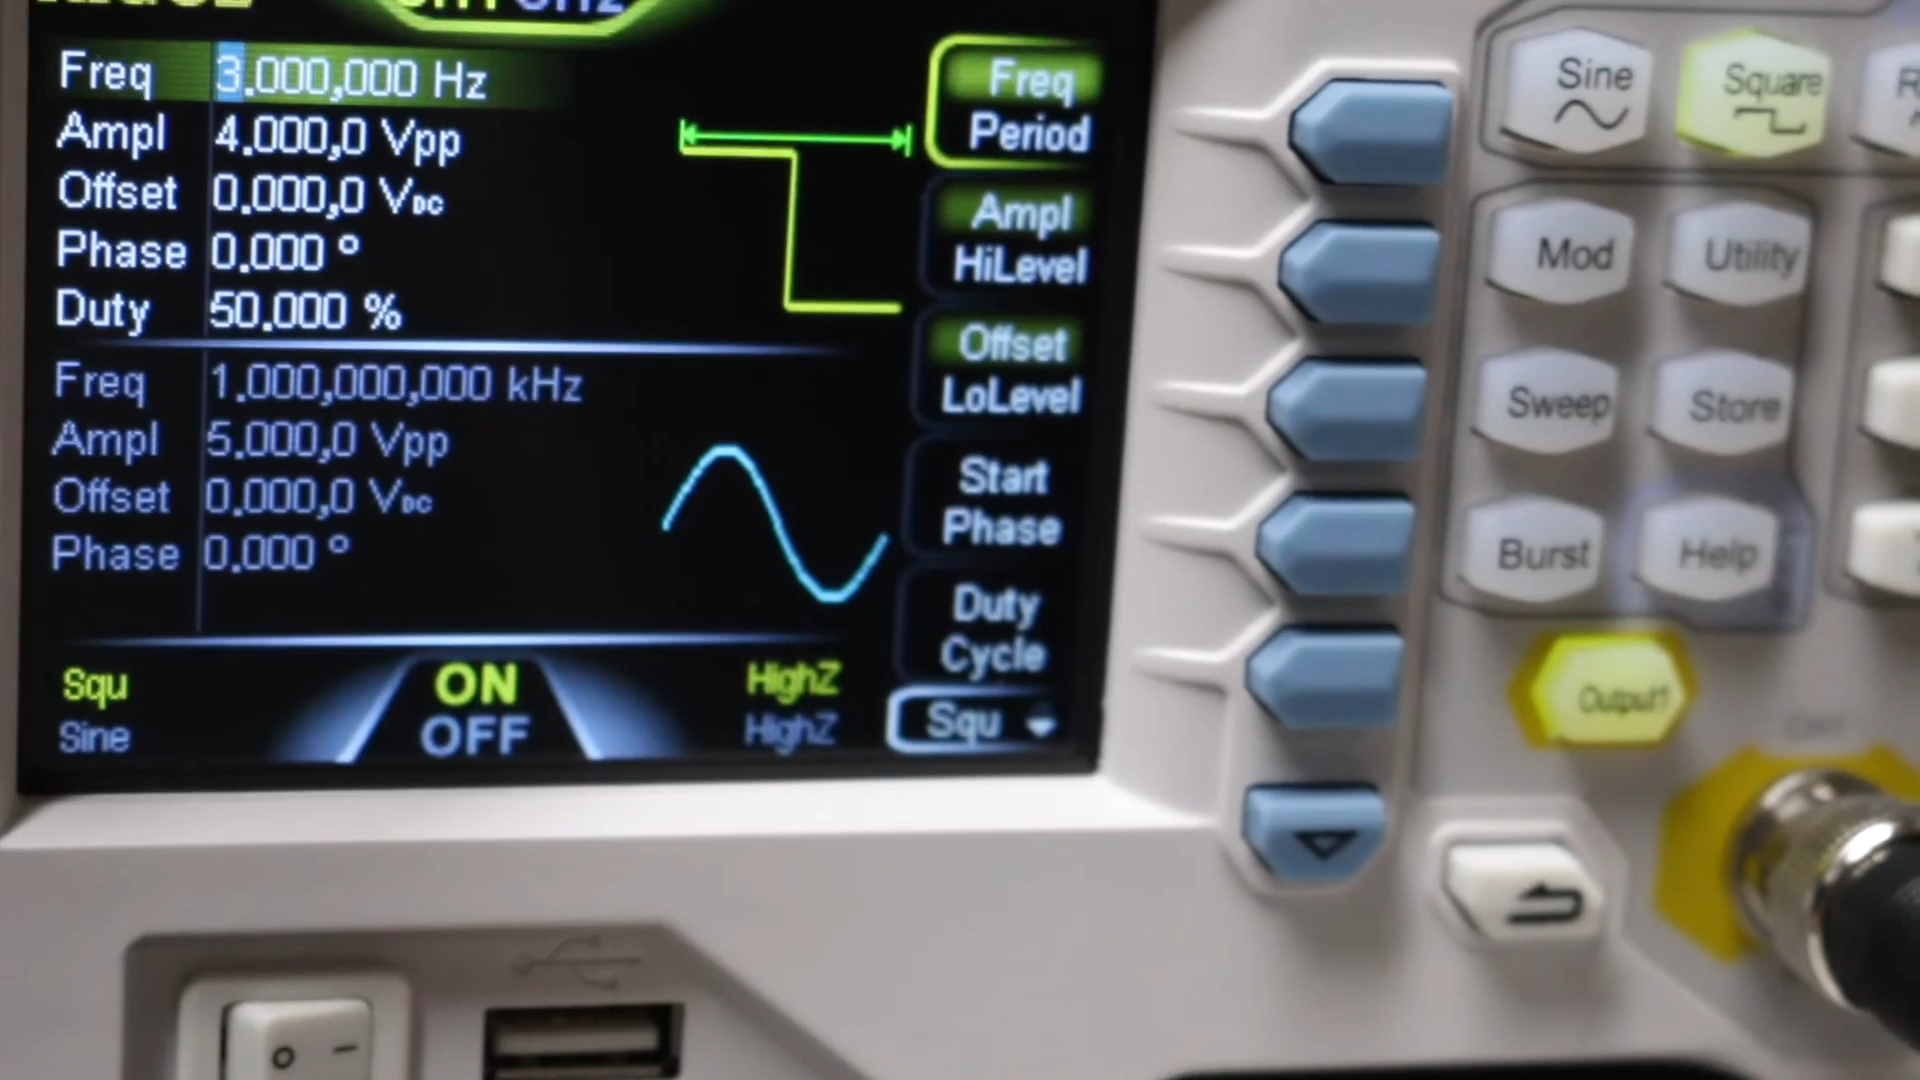 Freq 3.000,000 Hz
Ampl 4.000,0 Vpp
Offset 0.000,0 VDC
Phase 0.000 °
Duty 50.000 %
Freq 1.000,000,000 kHz
Ampl 5.000,0 Vpp
Offset 0.000,0 VDC
Phase 0.000 °
Squ ON HighZ
Sine OFF HighZ
Freq
Period
Ampl
HiLevel
Offset
LoLevel
Start
Phase
Duty
Cycle
Squ
Sine Square
Mod Utility
Sweep Store
Burst Help
Output1